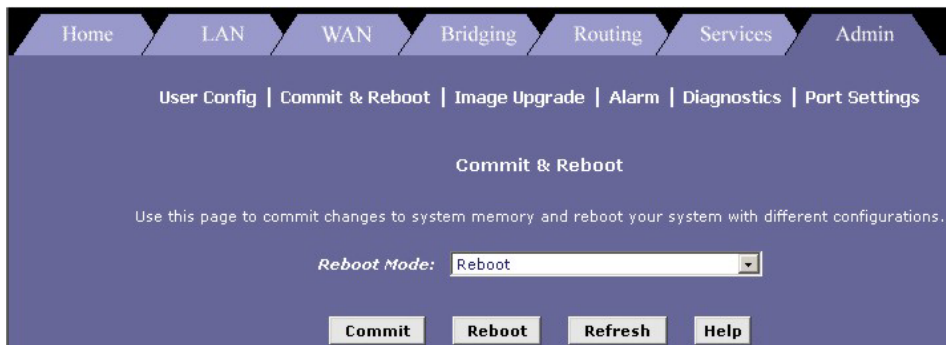 Home LAN WAN Bridging Routing Services Admin
User Config | Commit & Reboot | Image Upgrade | Alarm | Diagnostics | Port Settings
Commit & Reboot
Use this page to commit changes to system memory and reboot your system with different configurations.
Reboot Mode: Reboot
Commit Reboot Refresh Help